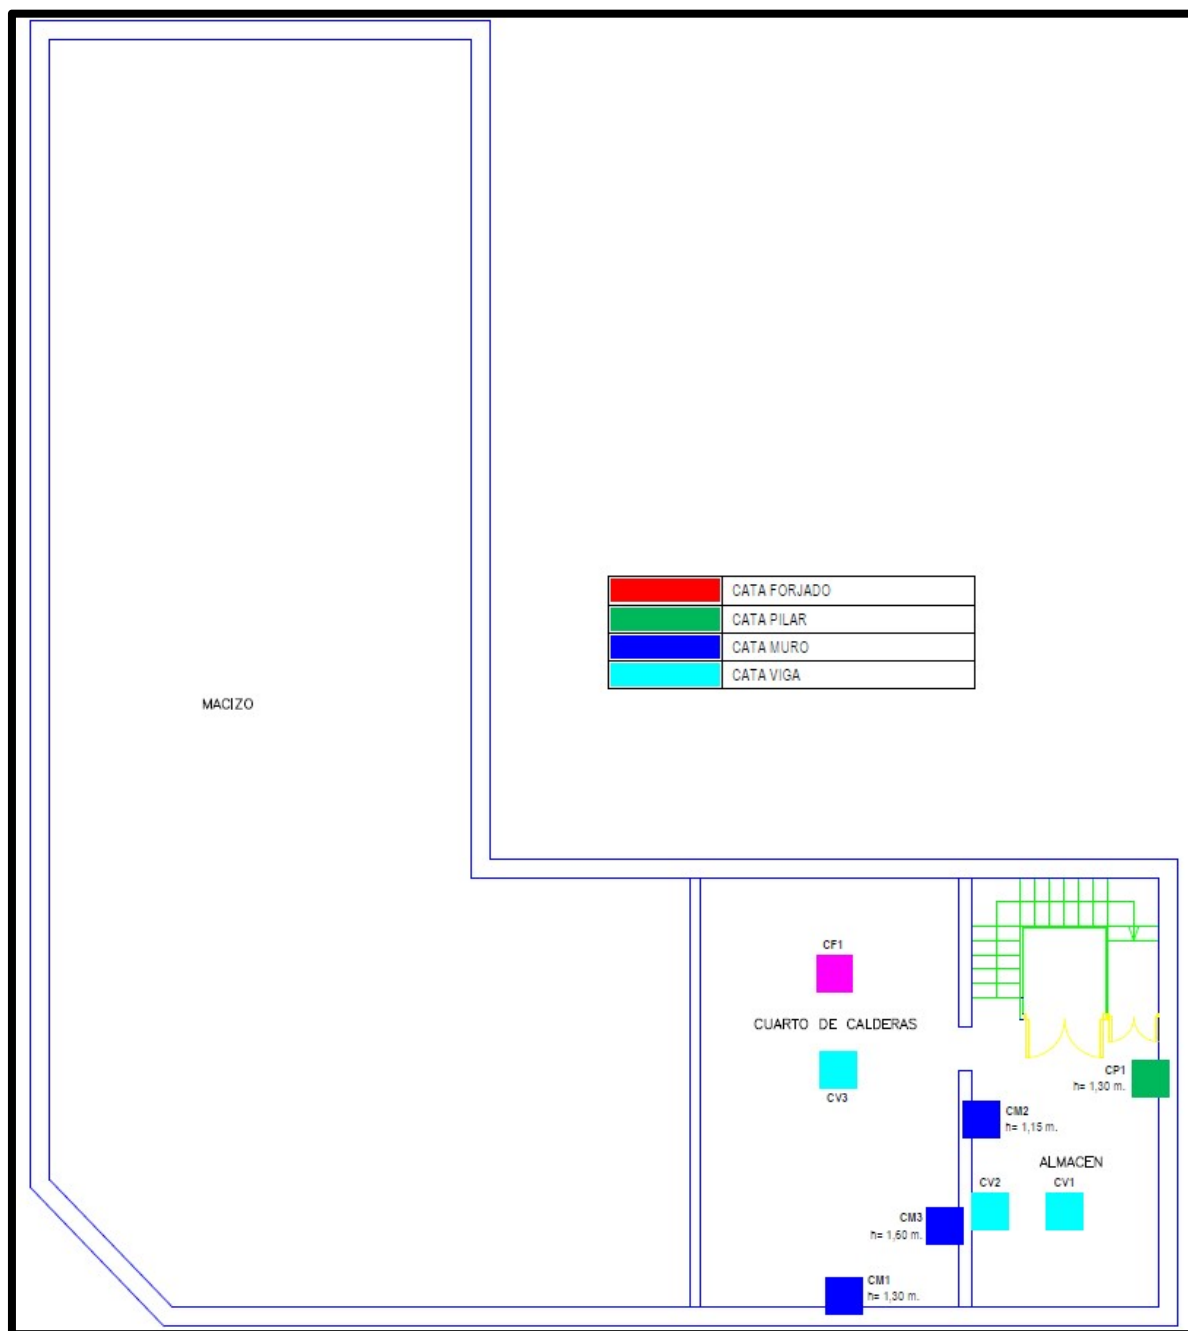 CATA FORJADO
CATA PILAR
CATA MURO
CATA VIGA
MACIZO
CF1
CUARTO DE CALDERAS
CV3
CP1
h= 1,30 m.
CM2
h= 1,15 m.
ALMACEN
CV2
CV1
CM3
h= 1,60 m.
CM1
h= 1,30 m.